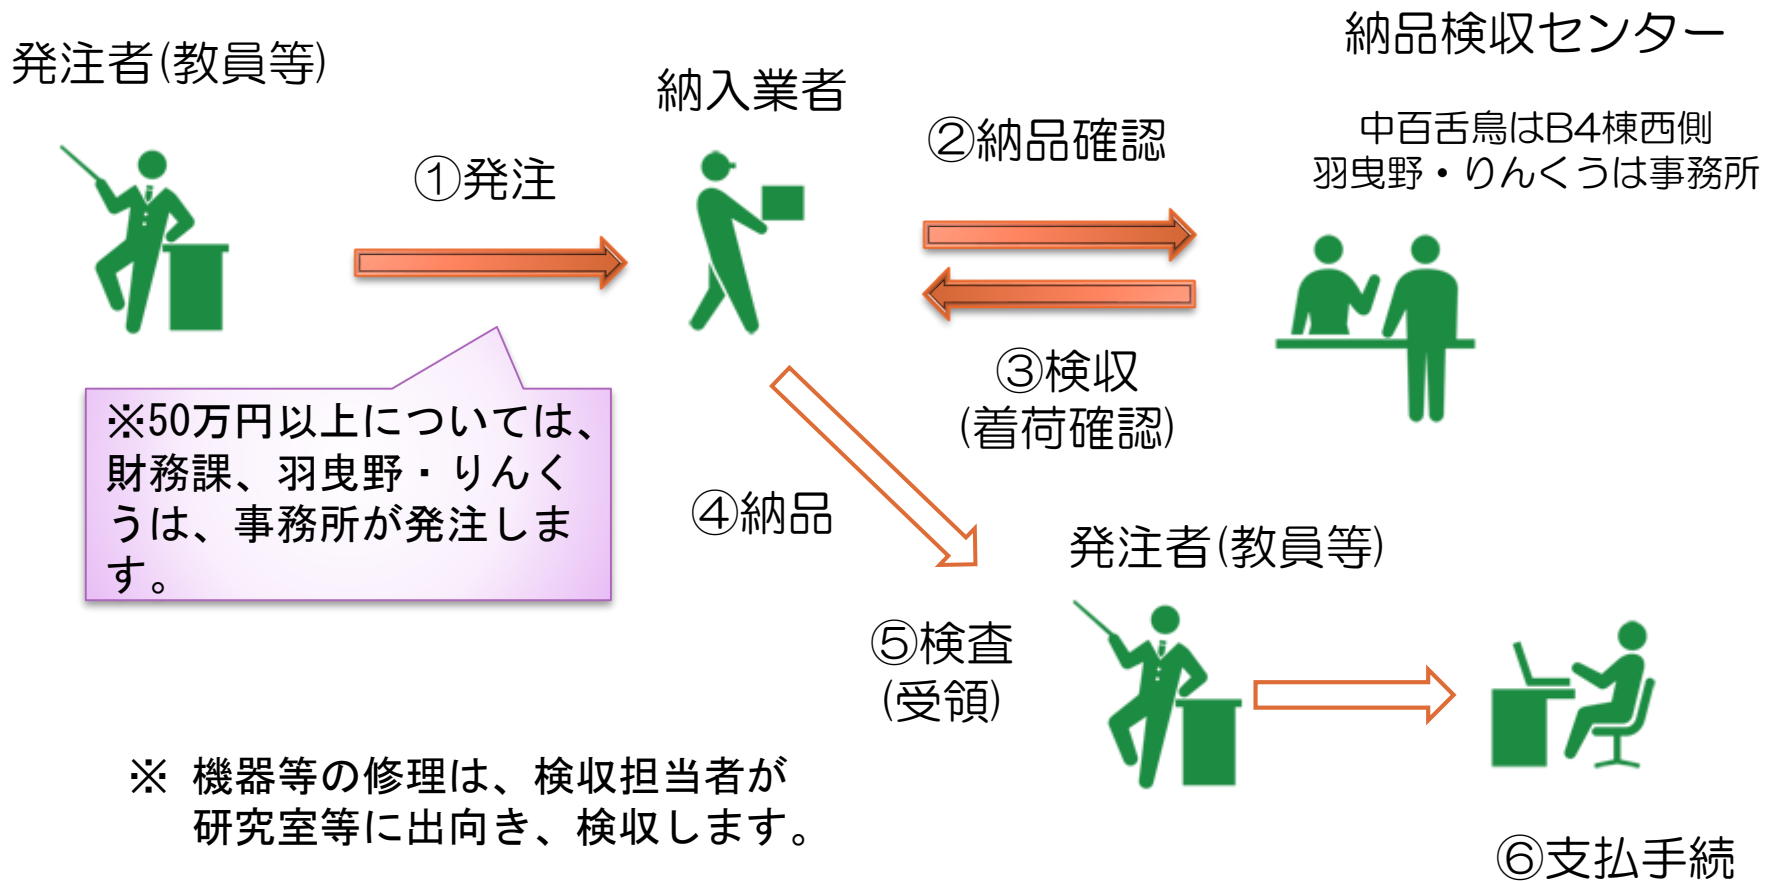 発注者(教員等)
①発注
納入業者
②納品確認
納品検収センター
中百舌鳥はB4棟西側
羽曳野・りんくうは事務所
③検収
(着荷確認)
※50万円以上については、
財務課、羽曳野・りんく
うは、事務所が発注しま
す。
④納品
発注者(教員等)
⑤検査
(受領)
※ 機器等の修理は、検収担当者が
研究室等に出向き、検収します。
⑥支払手続